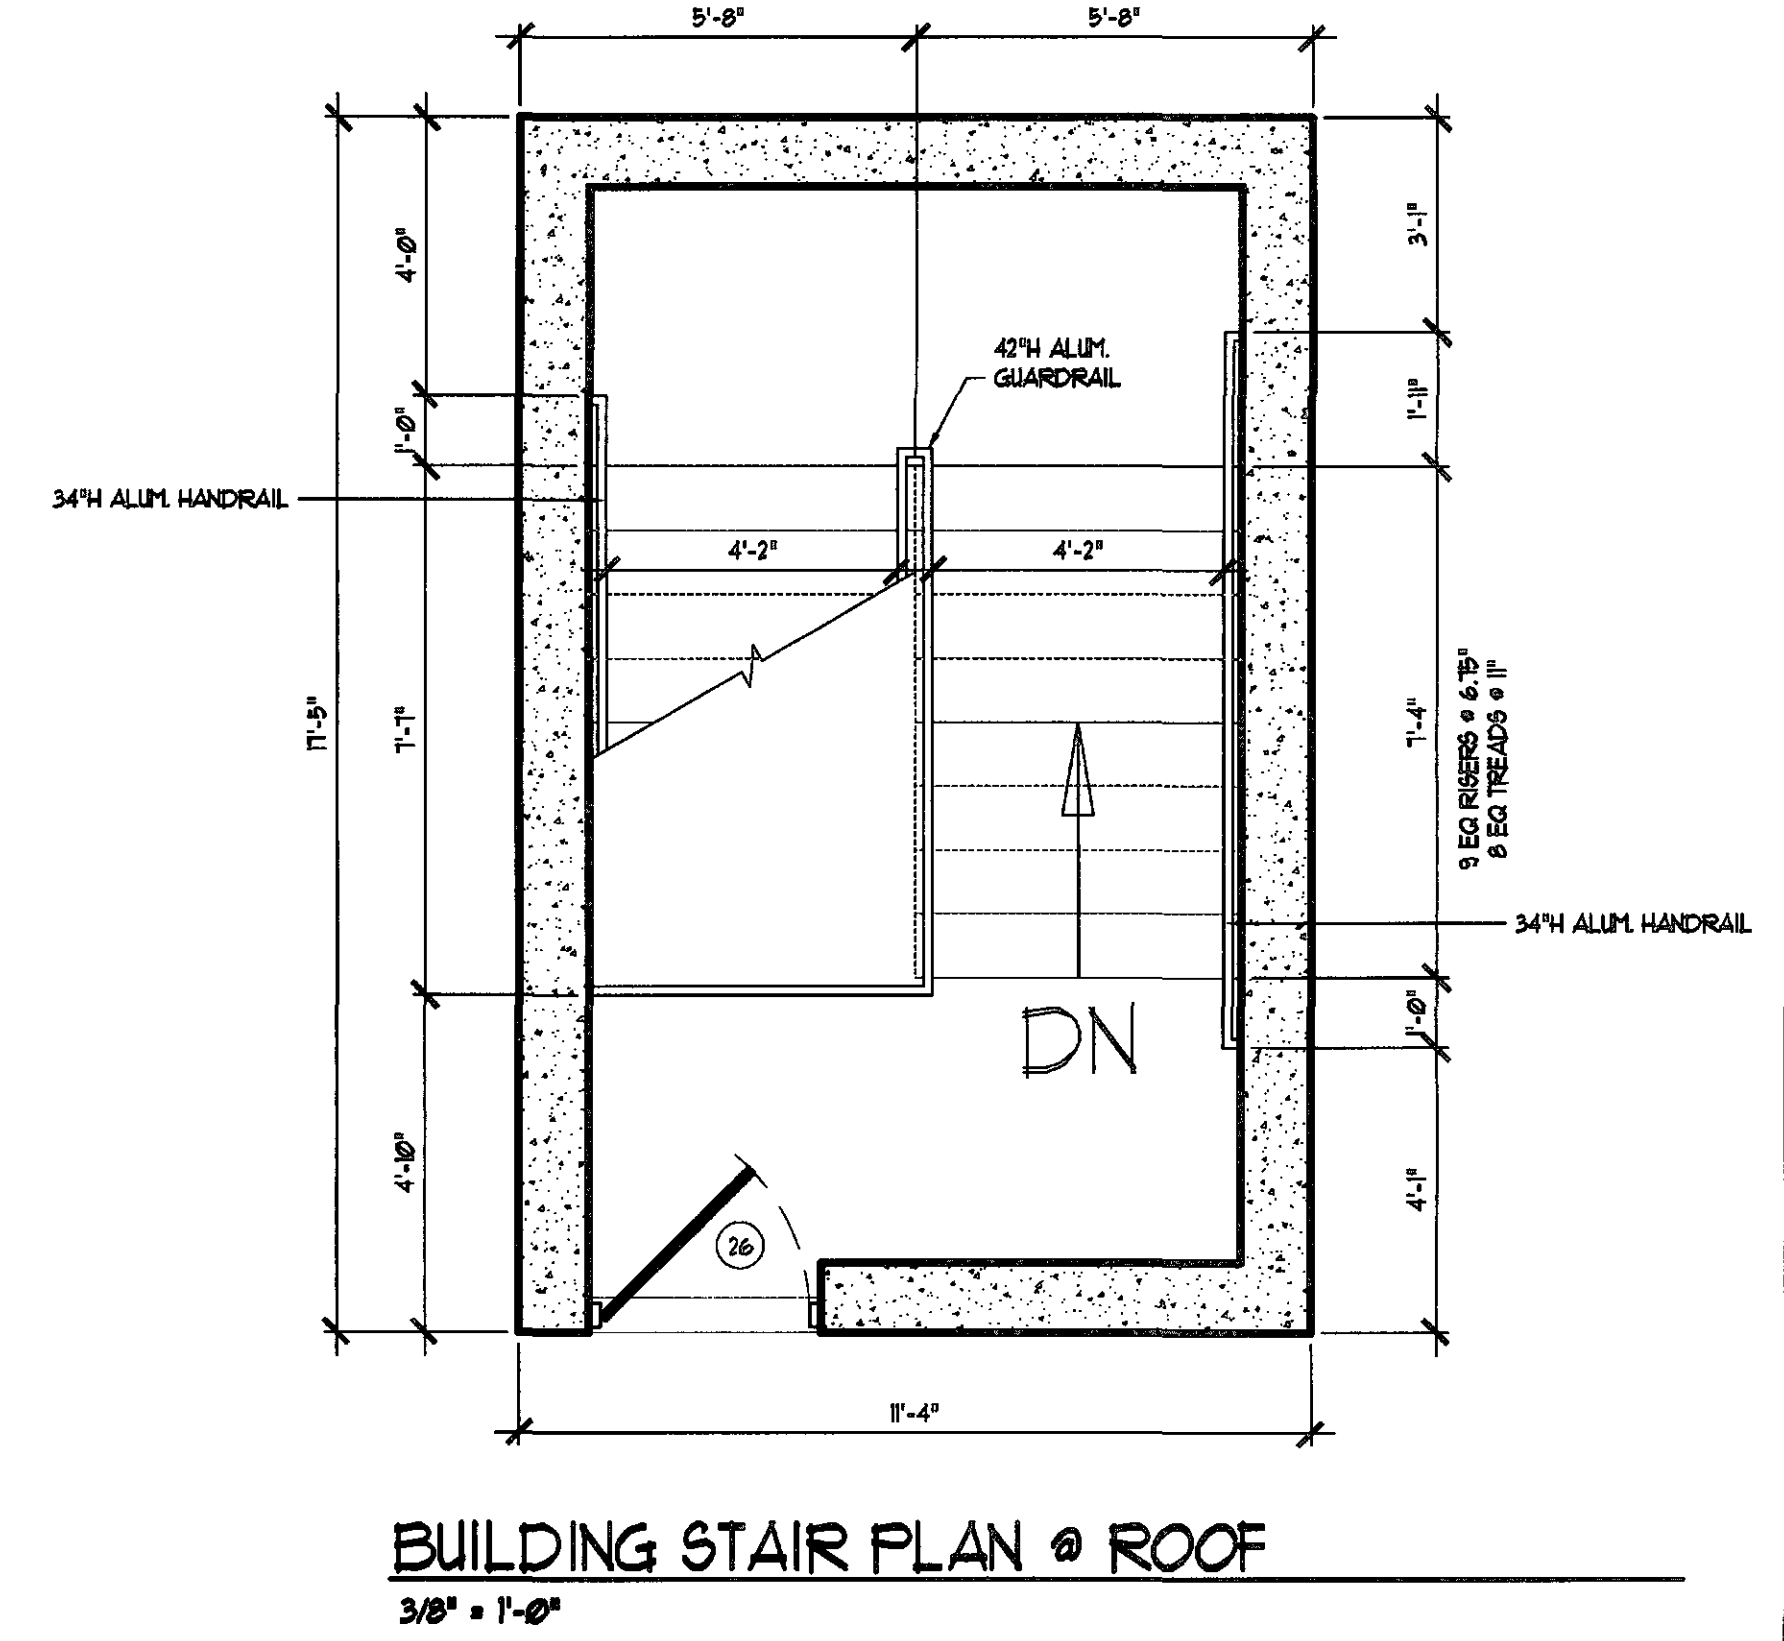 5'-8" 5'-8"
4'-0"
3'-1"
42"H ALUM.
GUARDRAIL
1'-0"
1'-11"
34"H ALUM. HANDRAIL
4'-2" 4'-2"
17'-5"
7'-7"
7'-4"
9 EQ RISERS @ 6.75"
8 EQ TREADS @ 11"
34"H ALUM. HANDRAIL
DN
1'-0"
4'-10"
4'-1"
26
11'-4"
BUILDING STAIR PLAN @ ROOF
3/8" = 1'-0"